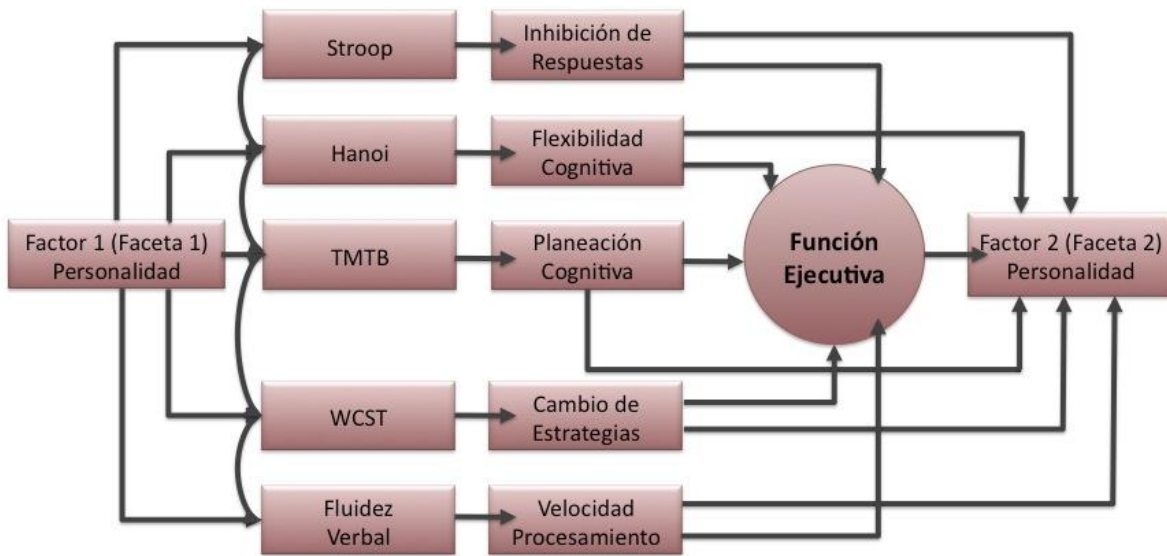 Stroop
Inhibición de
Respuestas
Hanoi
Flexibilidad
Cognitiva
Factor 1 (Faceta 1)
Personalidad
TMTB
Planeación
Cognitiva
Función
Ejecutiva
Factor 2 (Faceta 2)
Personalidad
WCST
Cambio de
Estrategias
Fluidez
Verbal
Velocidad
Procesamiento